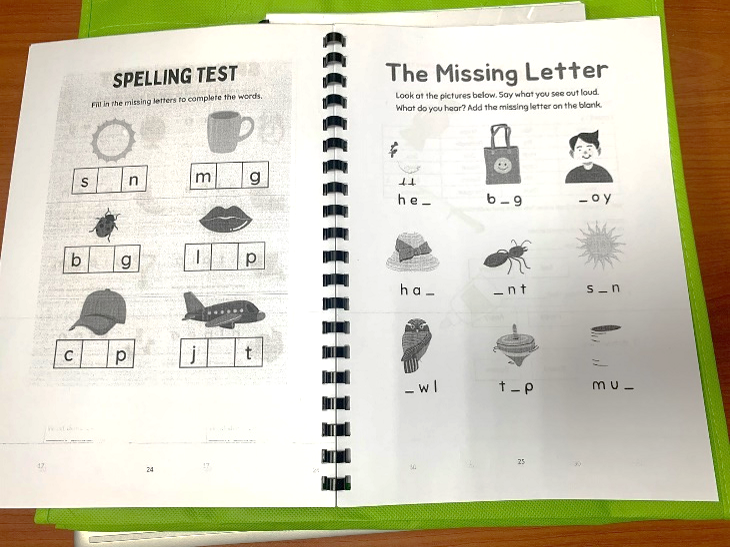 SPELLING TEST
Fill in the missing letters to complete the words.
s n
m g
b g
l p
c p
j t
24
The Missing Letter
Look at the pictures below. Say what you see out loud.
What do you hear? Add the missing letter on the blank.
he_
b_g
_oy
ha_
_nt
s_n
_wl
t_p
mu_
25